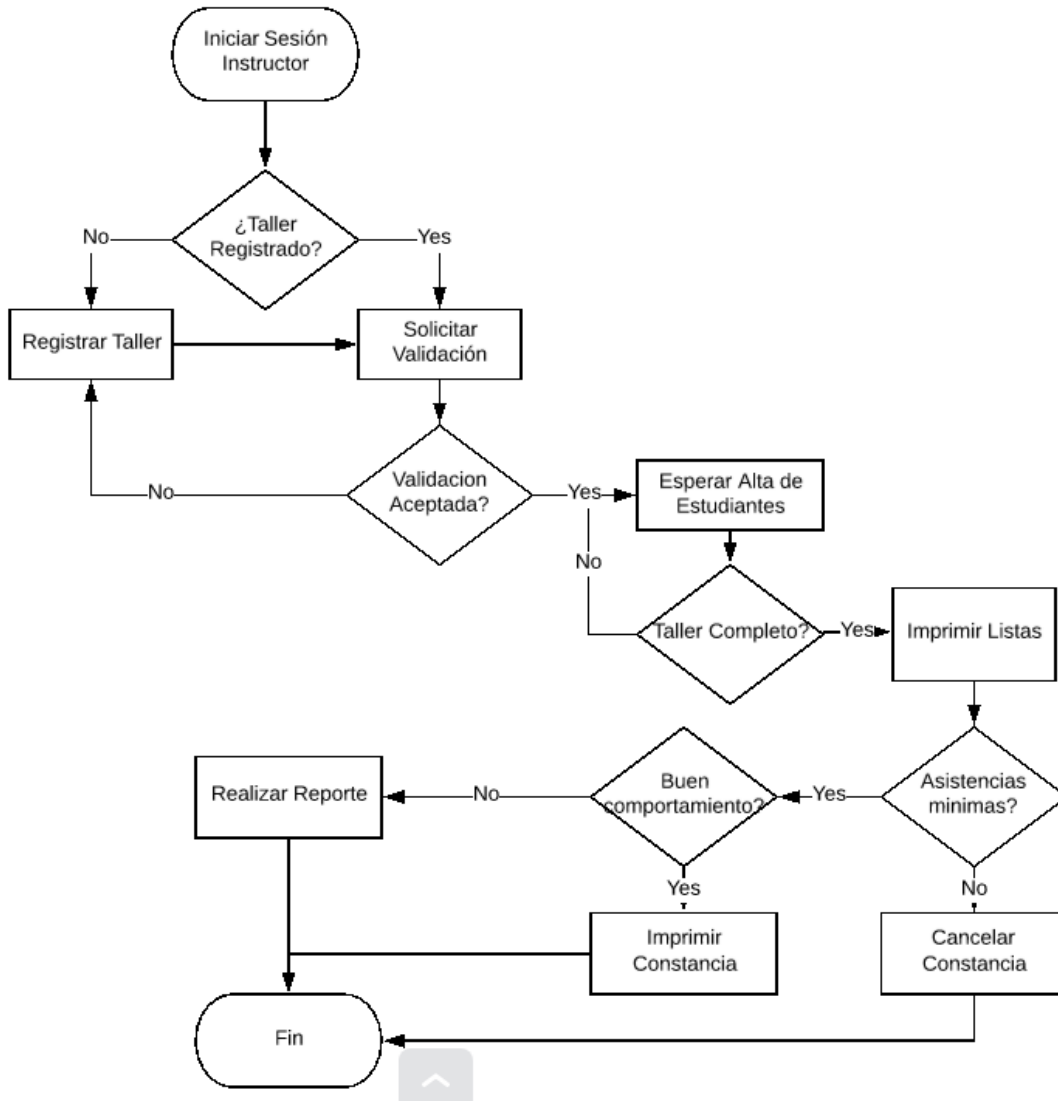 Iniciar Sesión
Instructor
¿Taller
Registrado?
No
Yes
Registrar Taller
Solicitar
Validación
Validacion
Aceptada?
No
Yes
Esperar Alta de
Estudiantes
No
Taller Completo?
Yes
Imprimir Listas
Asistencias
minimas?
Yes
Buen
comportamiento?
No
Realizar Reporte
Yes
No
Imprimir
Constancia
Cancelar
Constancia
Fin